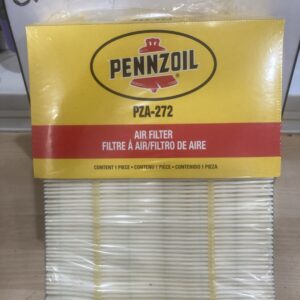 PENNZOIL
PZA-272
AIR FILTER
FILTRE À AIR/FILTRO DE AIRE
CONTENT 1 PIECE • CONTENU 1 PIÈCE • CONTENIDO 1 PIEZA